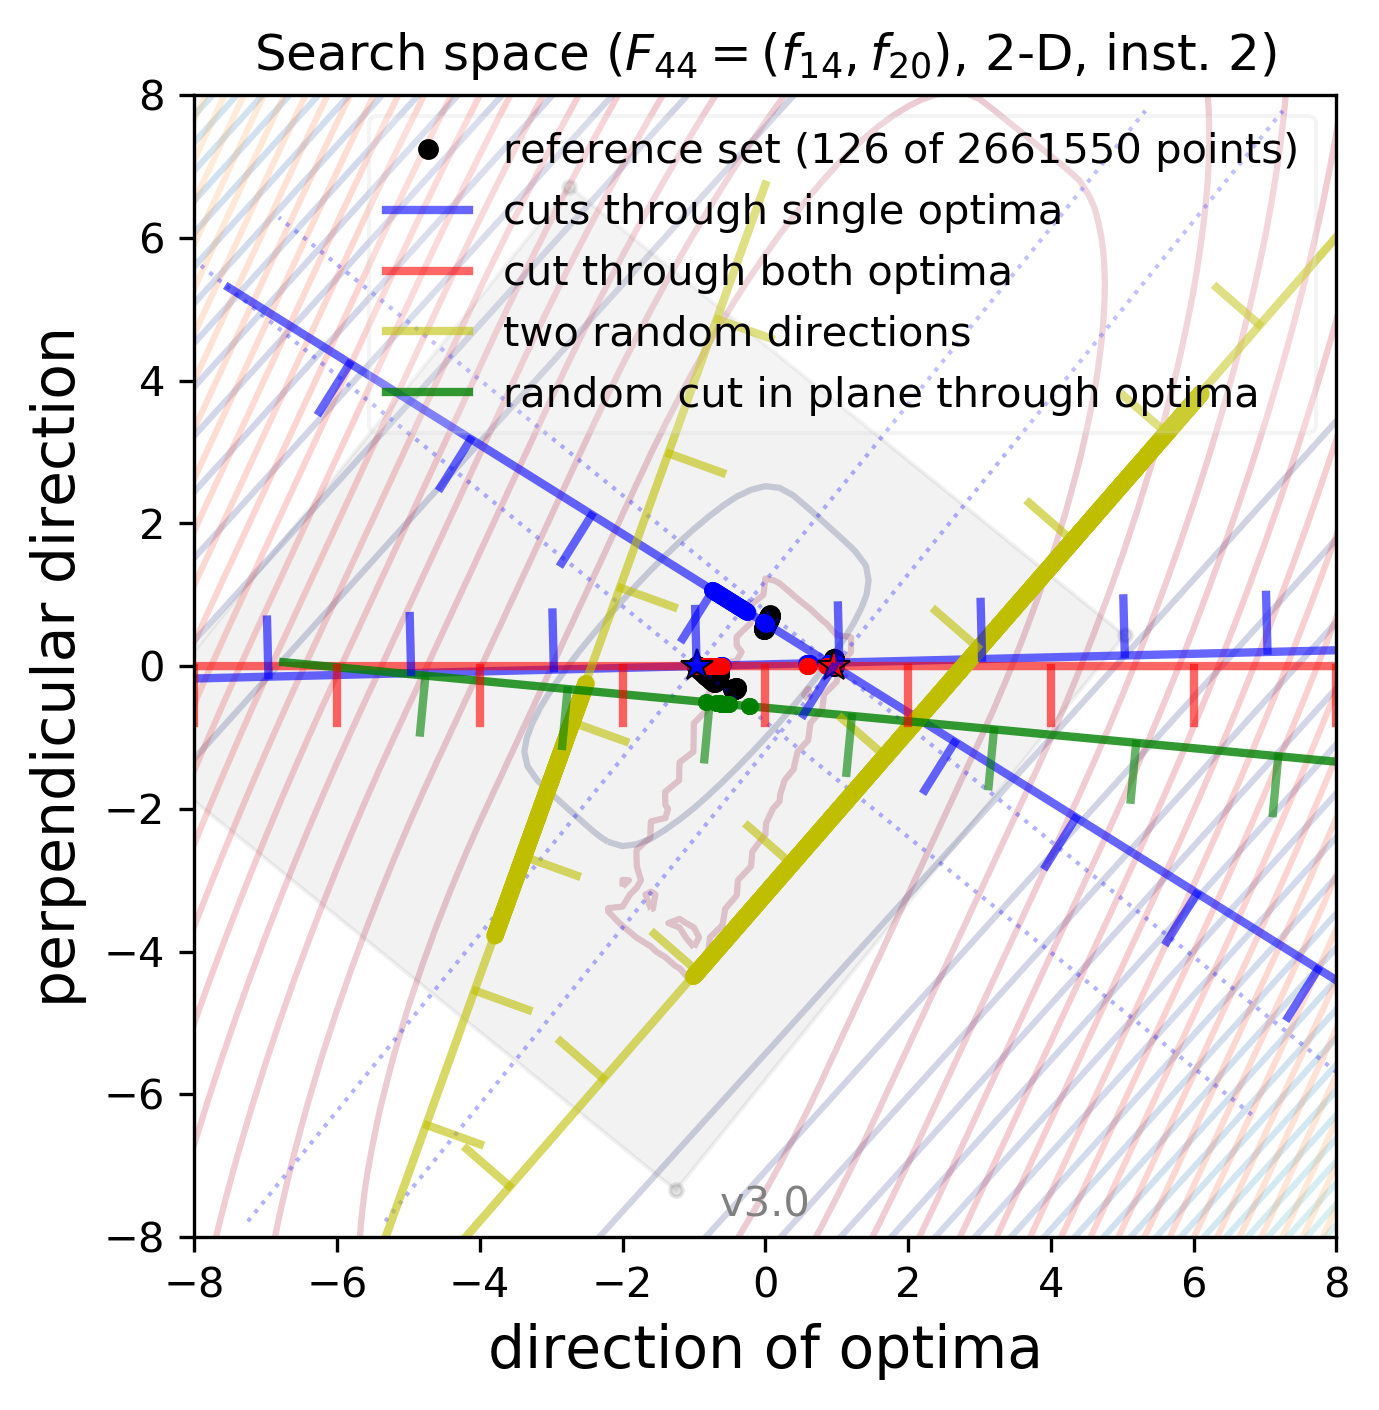 Search space (F₄₄ = (f₁₄, f₂₀), 2-D, inst. 2)
8
6
4
2
0
−2
−4
−6
−8
perpendicular direction
reference set (126 of 2661550 points)
cuts through single optima
cut through both optima
two random directions
random cut in plane through optima
v3.0
−8 −6 −4 −2 0 2 4 6 8
direction of optima